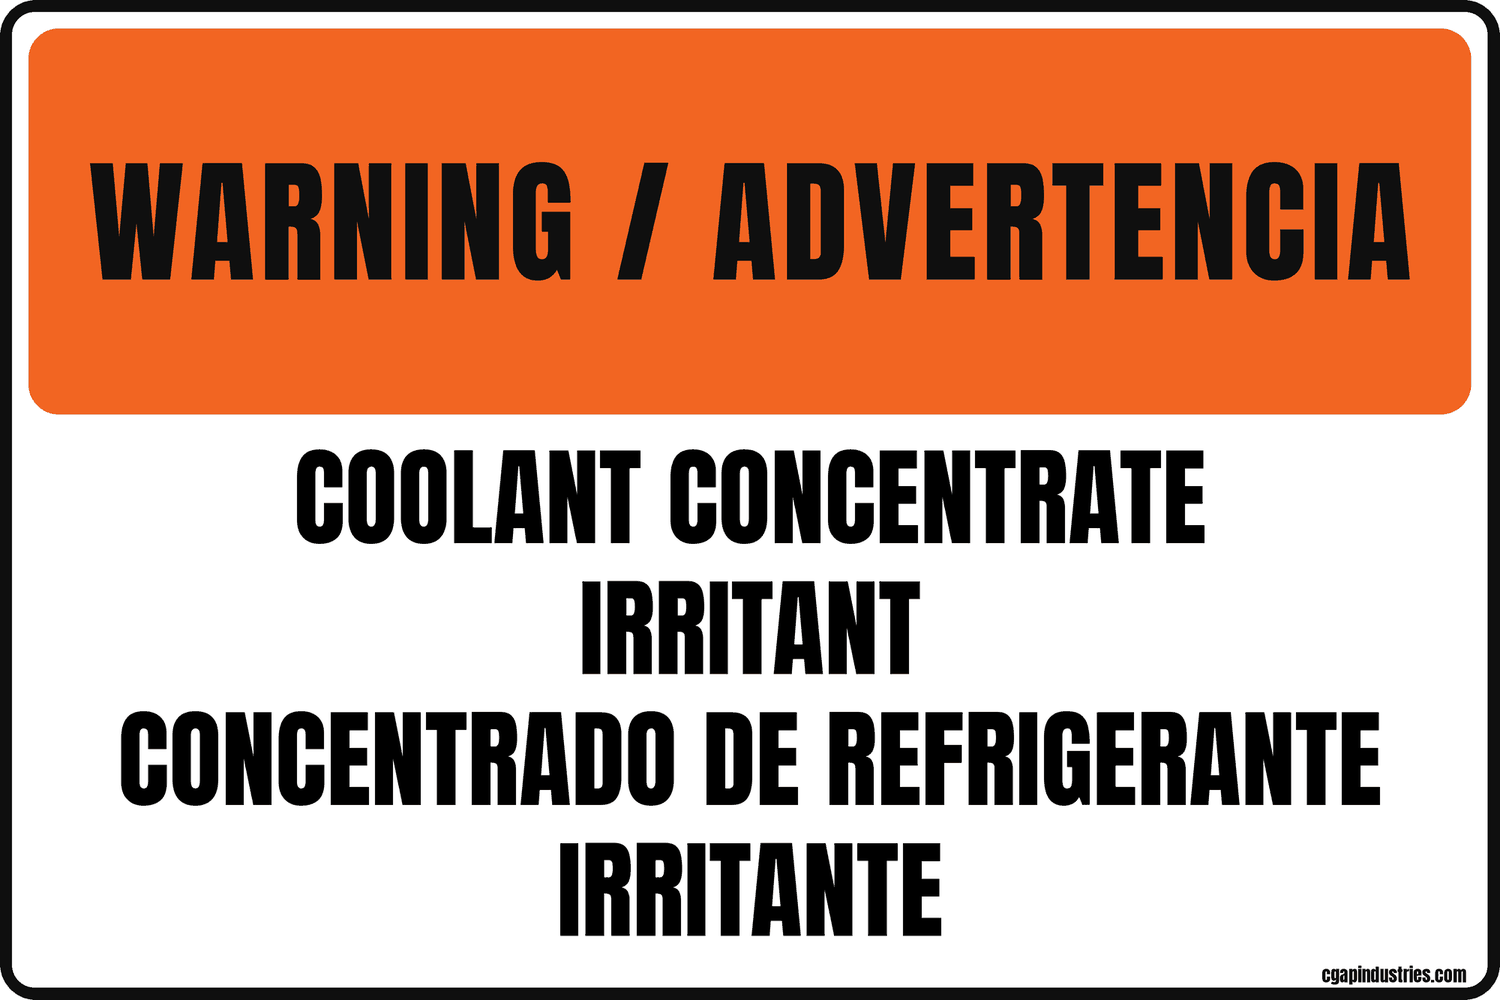 WARNING / ADVERTENCIA
COOLANT CONCENTRATE
IRRITANT
CONCENTRADO DE REFRIGERANTE
IRRITANTE
cgapindustries.com